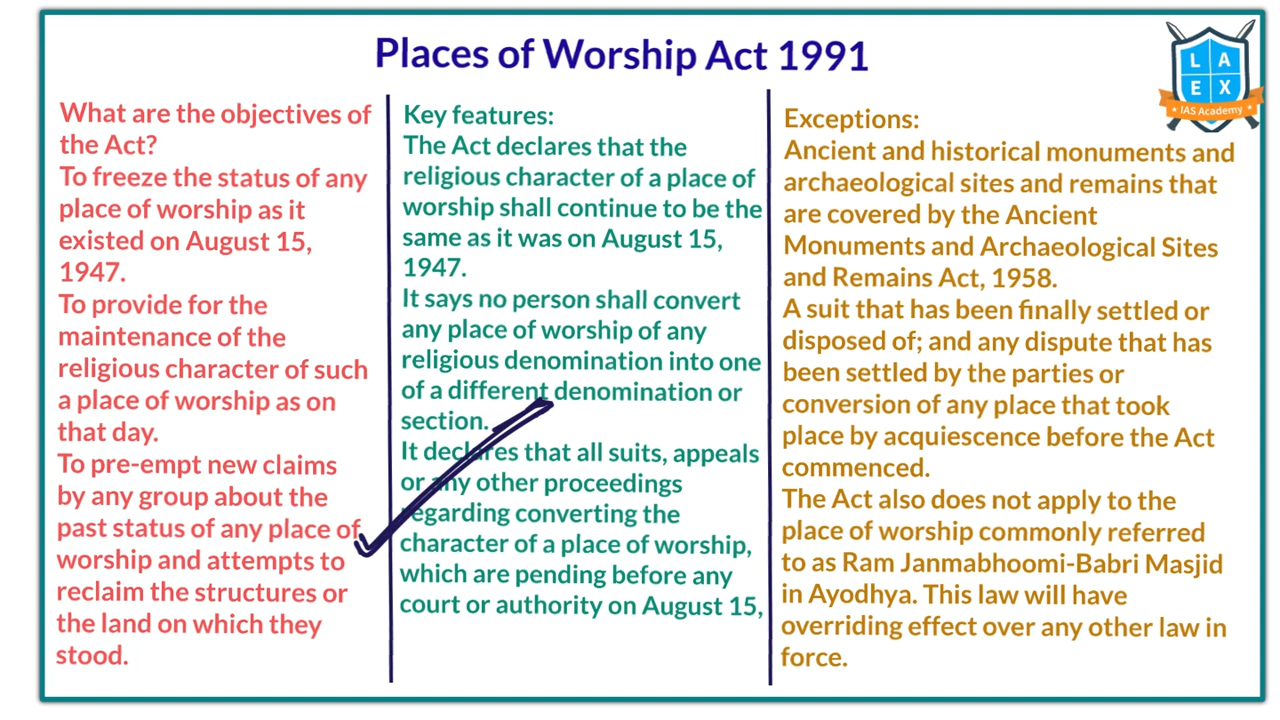 Places of Worship Act 1991
L A
E X
IAS Academy
What are the objectives of
the Act?
To freeze the status of any
place of worship as it
existed on August 15,
1947.
To provide for the
maintenance of the
religious character of such
a place of worship as on
that day.
To pre-empt new claims
by any group about the
past status of any place of
worship and attempts to
reclaim the structures or
the land on which they
stood.
Key features:
The Act declares that the
religious character of a place of
worship shall continue to be the
same as it was on August 15,
1947.
It says no person shall convert
any place of worship of any
religious denomination into one
of a different denomination or
section.
It declares that all suits, appeals
or any other proceedings
regarding converting the
character of a place of worship,
which are pending before any
court or authority on August 15,
Exceptions:
Ancient and historical monuments and
archaeological sites and remains that
are covered by the Ancient
Monuments and Archaeological Sites
and Remains Act, 1958.
A suit that has been finally settled or
disposed of; and any dispute that has
been settled by the parties or
conversion of any place that took
place by acquiescence before the Act
commenced.
The Act also does not apply to the
place of worship commonly referred
to as Ram Janmabhoomi-Babri Masjid
in Ayodhya. This law will have
overriding effect over any other law in
force.